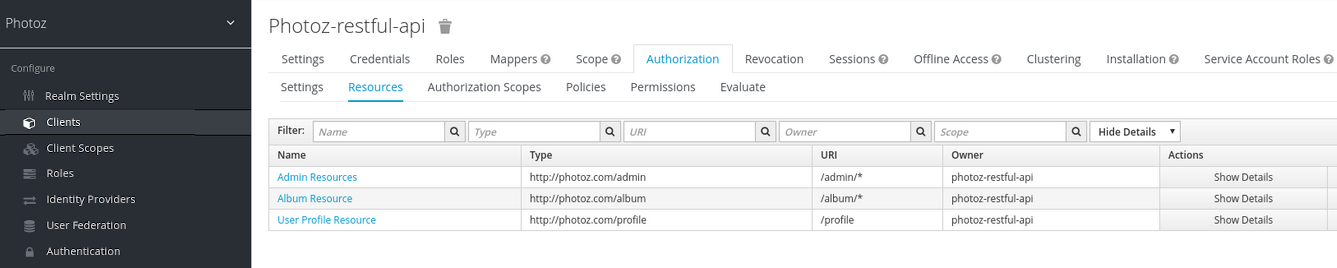 Photoz
Configure
Realm Settings
Clients
Client Scopes
Roles
Identity Providers
User Federation
Authentication
Photoz-restful-api
Settings Credentials Roles Mappers Scope Authorization Revocation Sessions Offline Access Clustering Installation Service Account Roles
Settings Resources Authorization Scopes Policies Permissions Evaluate
Filter: Name Type URI Owner Scope Hide Details
Name Type URI Owner Actions
Admin Resources http://photoz.com/admin /admin/* photoz-restful-api Show Details
Album Resource http://photoz.com/album /album/* photoz-restful-api Show Details
User Profile Resource http://photoz.com/profile /profile photoz-restful-api Show Details